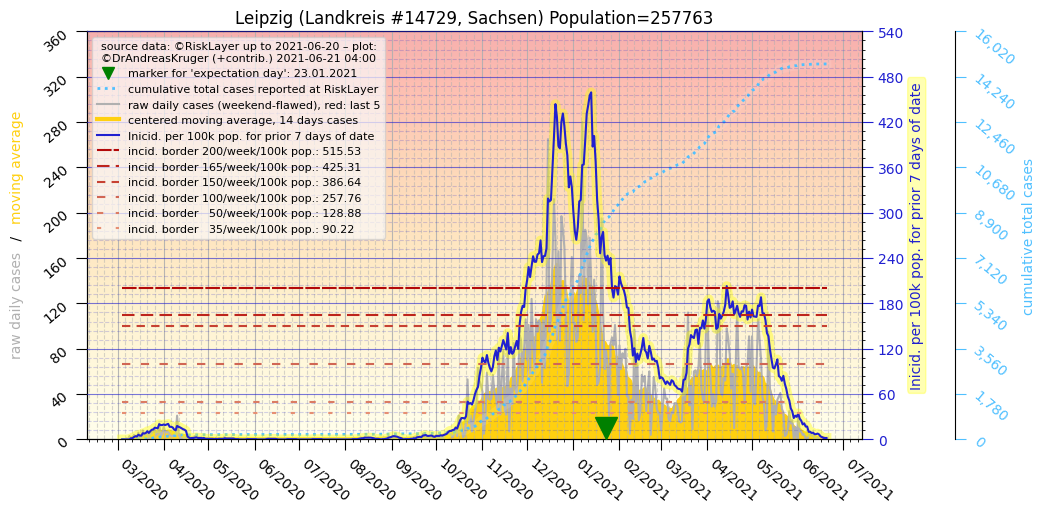 Leipzig (Landkreis #14729, Sachsen) Population=257763
source data: ©RiskLayer up to 2021-06-20 – plot:
©DrAndreasKruger (+contrib.) 2021-06-21 04:00
marker for 'expectation day': 23.01.2021
cumulative total cases reported at RiskLayer
raw daily cases (weekend-flawed), red: last 5
centered moving average, 14 days cases
Inicid. per 100k pop. for prior 7 days of date
incid. border 200/week/100k pop.: 515.53
incid. border 165/week/100k pop.: 425.31
incid. border 150/week/100k pop.: 386.64
incid. border 100/week/100k pop.: 257.76
incid. border   50/week/100k pop.: 128.88
incid. border   35/week/100k pop.: 90.22
raw daily cases / moving average
360
320
280
240
200
160
120
80
40
0
03/2020
04/2020
05/2020
06/2020
07/2020
08/2020
09/2020
10/2020
11/2020
12/2020
01/2021
02/2021
03/2021
04/2021
05/2021
06/2021
07/2021
540
480
420
360
300
240
180
120
60
0
Inicid. per 100k pop. for prior 7 days of date
16,020
14,240
12,460
10,680
8,900
7,120
5,340
3,560
1,780
0
cumulative total cases